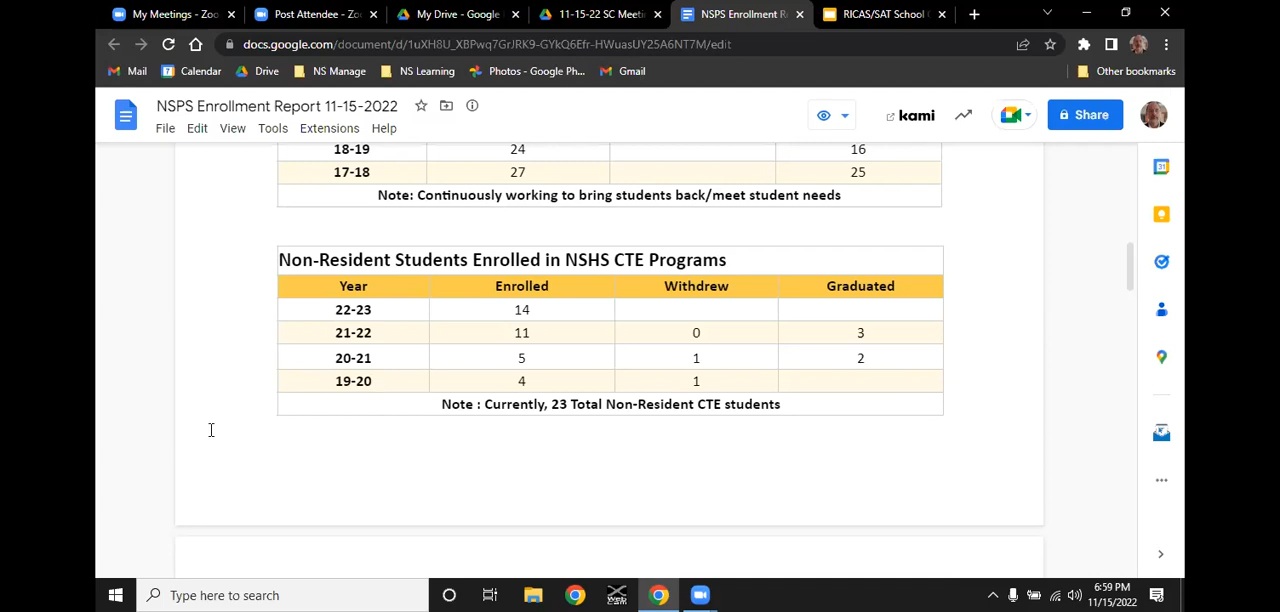 My Meetings - Zoo
Post Attendee - Zo
My Drive - Google
11-15-22 SC Meeti
NSPS Enrollment R
RICAS/SAT School
docs.google.com/document/d/1uXH8U_XBPwq7GrJRK9-GYkQ6Efr-HWuasUY25A6NT7M/edit
Mail
Calendar
Drive
NS Manage
NS Learning
Photos - Google Ph...
Gmail
Other bookmarks
NSPS Enrollment Report 11-15-2022
kami
Share
File Edit View Tools Extensions Help
18-19 24 16
17-18 27 25
Note: Continuously working to bring students back/meet student needs
Non-Resident Students Enrolled in NSHS CTE Programs
Year Enrolled Withdrew Graduated
22-23 14
21-22 11 0 3
20-21 5 1 2
19-20 4 1
Note : Currently, 23 Total Non-Resident CTE students
Type here to search
6:59 PM
11/15/2022